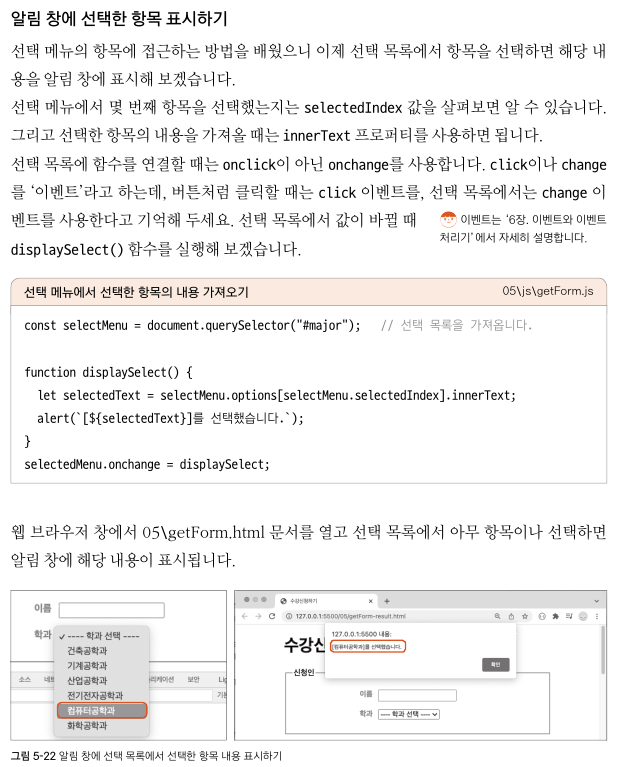 알림 창에 선택한 항목 표시하기
선택 메뉴의 항목에 접근하는 방법을 배웠으니 이제 선택 목록에서 항목을 선택하면 해당 내
용을 알림 창에 표시해 보겠습니다.
선택 메뉴에서 몇 번째 항목을 선택했는지는 selectedIndex 값을 살펴보면 알 수 있습니다.
그리고 선택한 항목의 내용을 가져올 때는 innerText 프로퍼티를 사용하면 됩니다.
선택 목록에 함수를 연결할 때는 onclick이 아닌 onchange를 사용합니다. click이나 change
를 ‘이벤트’라고 하는데, 버튼처럼 클릭할 때는 click 이벤트를, 선택 목록에서는 change 이
벤트를 사용한다고 기억해 두세요. 선택 목록에서 값이 바뀔 때
displaySelect() 함수를 실행해 보겠습니다.
이벤트는 ‘6장. 이벤트와 이벤트
처리기’에서 자세히 설명합니다.
선택 메뉴에서 선택한 항목의 내용 가져오기 05\js\getForm.js
const selectMenu = document.querySelector("#major"); // 선택 목록을 가져옵니다.
function displaySelect() {
let selectedText = selectMenu.options[selectMenu.selectedIndex].innerText;
alert(`[${selectedText}]를 선택했습니다.`);
}
selectedMenu.onchange = displaySelect;
웹 브라우저 창에서 05\getForm.html 문서를 열고 선택 목록에서 아무 항목이나 선택하면
알림 창에 해당 내용이 표시됩니다.
이름
학과 ✓ ---- 학과 선택 ----
건축공학과
기계공학과
산업공학과
전기전자공학과
컴퓨터공학과
화학공학과
소스 네트 리케이션 보안 Lig
기본
수강신청하기
127.0.0.1:5500/05/getForm-result.html
127.0.0.1:5500 내용:
[컴퓨터공학과]를 선택했습니다.
확인
수강신
신청인
이름
학과 ---- 학과 선택 ----
그림 5-22 알림 창에 선택 목록에서 선택한 항목 내용 표시하기